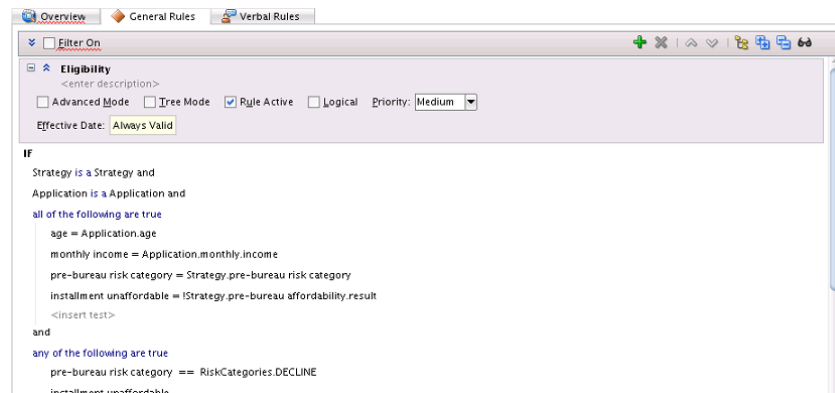 Overview General Rules Verbal Rules
Filter On
Eligibility
<enter description>
Advanced Mode Tree Mode Rule Active Logical Priority: Medium
Effective Date: Always Valid
IF
Strategy is a Strategy and
Application is a Application and
all of the following are true
age = Application.age
monthly income = Application.monthly.income
pre-bureau risk category = Strategy.pre-bureau risk category
installment unaffordable = !Strategy.pre-bureau affordability.result
<insert test>
and
any of the following are true
pre-bureau risk category == RiskCategories.DECLINE
installment unaffordable